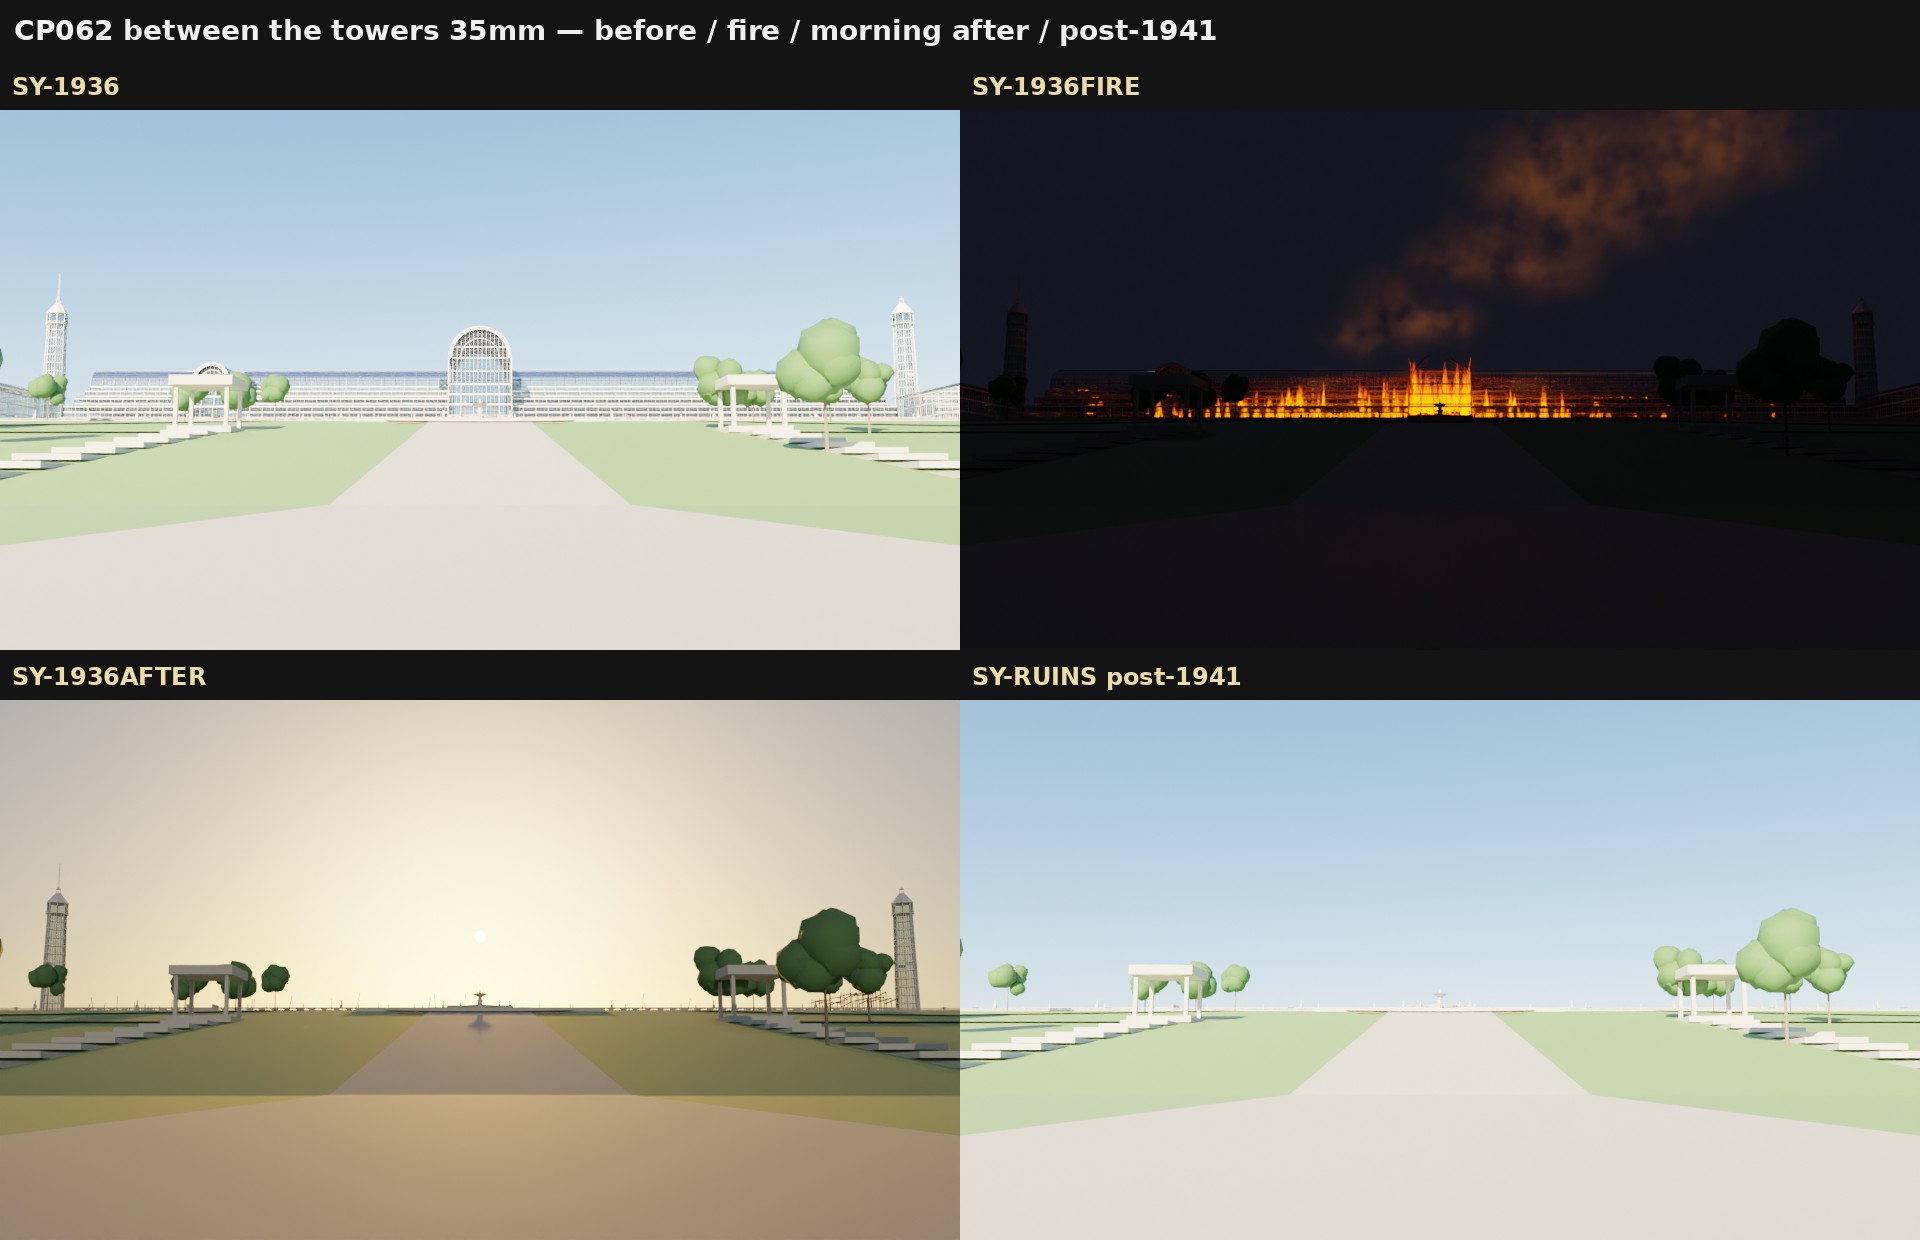 CP062 between the towers 35mm — before / fire / morning after / post-1941
SY-1936
SY-1936FIRE
SY-1936AFTER
SY-RUINS post-1941